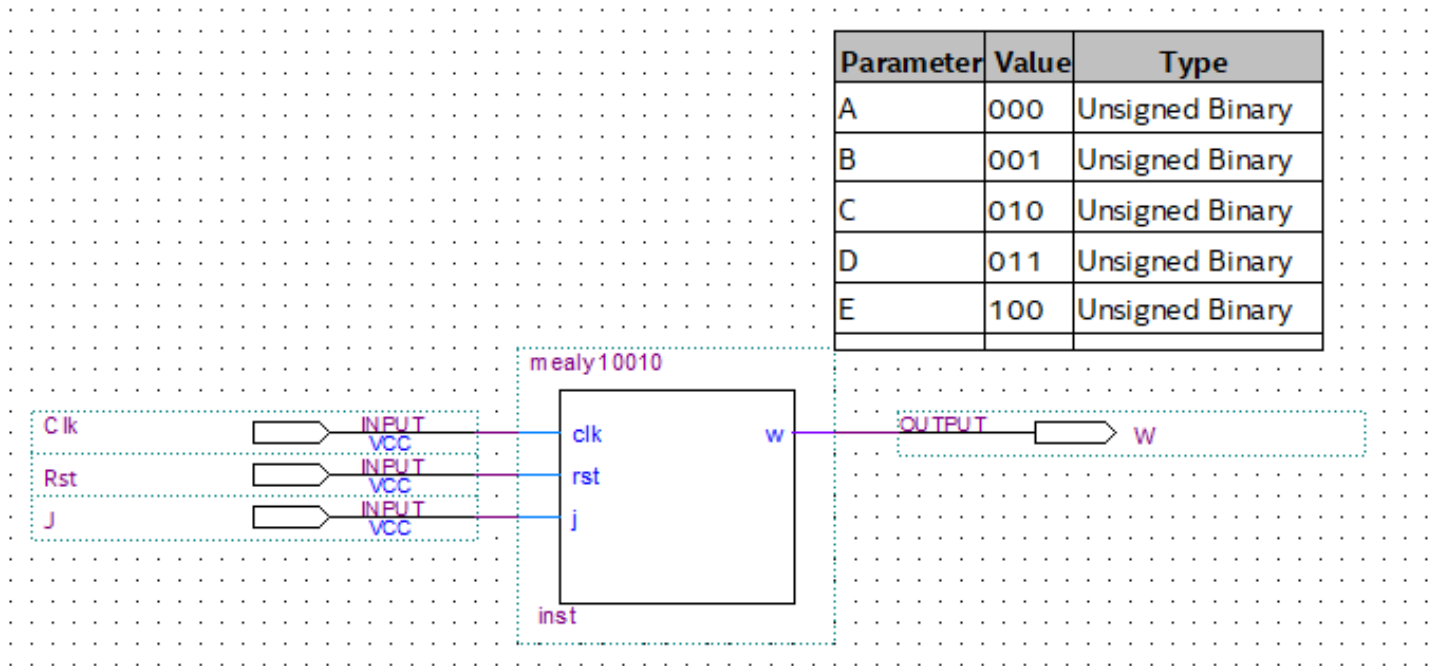 Parameter Value Type
A 000 Unsigned Binary
B 001 Unsigned Binary
C 010 Unsigned Binary
D 011 Unsigned Binary
E 100 Unsigned Binary
mealy10010
Clk INPUT VCC
Rst INPUT VCC
J INPUT VCC
clk w
rst
j
inst
OUTPUT W